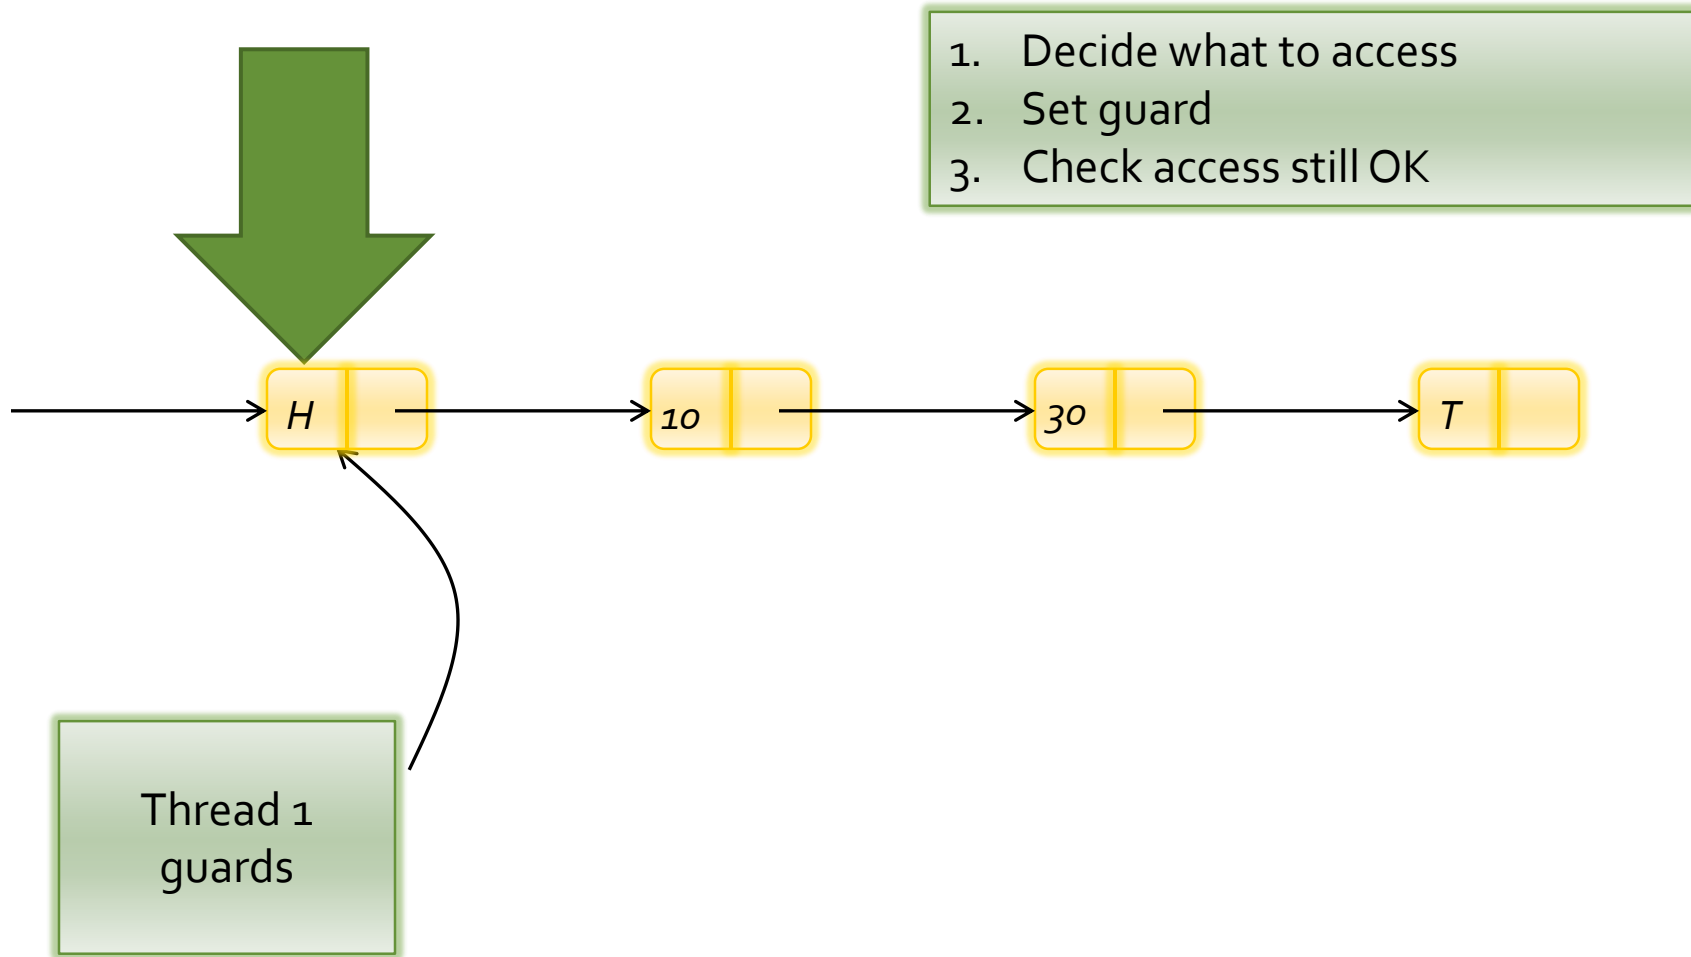 1. Decide what to access
2. Set guard
3. Check access still OK
H
10
30
T
Thread 1
guards